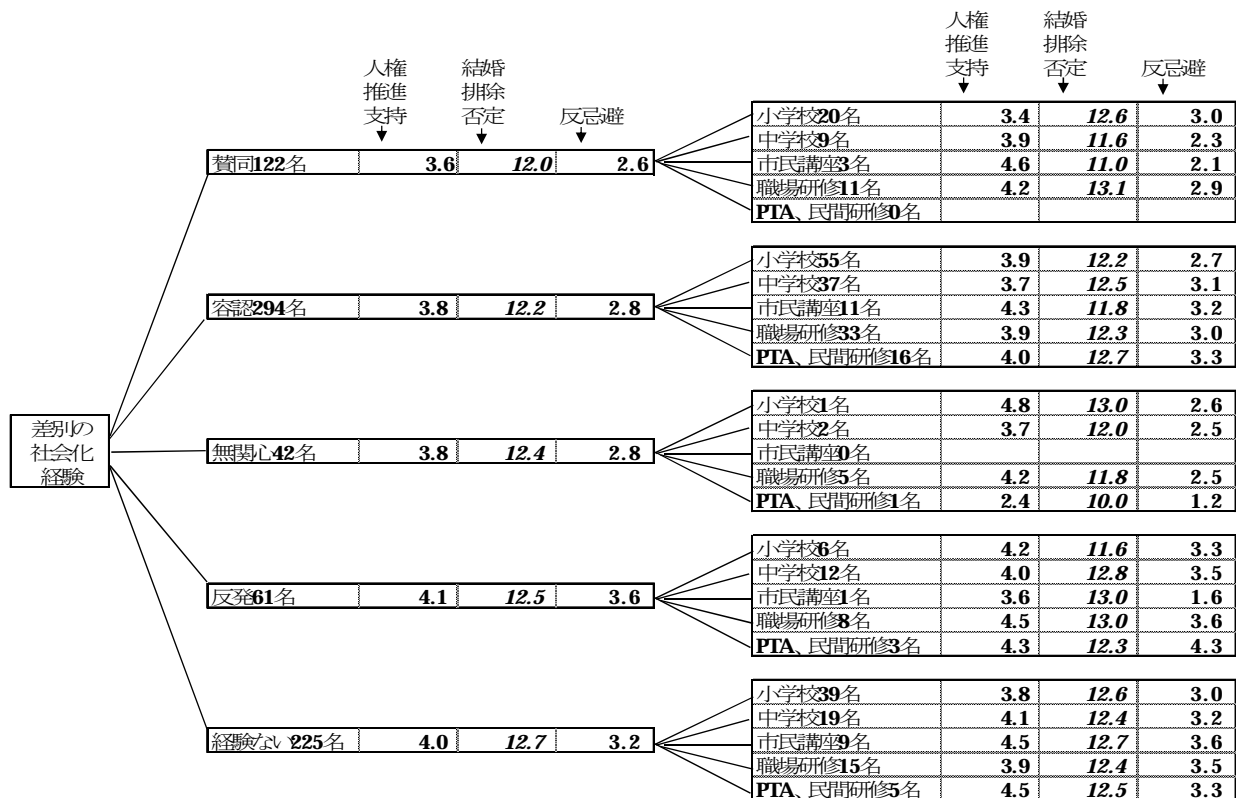 人権
推進
支持
結婚
排除
否定
反忌避
人権
推進
支持
結婚
排除
否定
反忌避
差別の
社会化
経験
賛同122名 3.6 12.0 2.6
小学校20名 3.4 12.6 3.0
中学校9名 3.9 11.6 2.3
市民講座3名 4.6 11.0 2.1
職場研修11名 4.2 13.1 2.9
PTA、民間研修0名
容認294名 3.8 12.2 2.8
小学校55名 3.9 12.2 2.7
中学校37名 3.7 12.5 3.1
市民講座11名 4.3 11.8 3.2
職場研修33名 3.9 12.3 3.0
PTA、民間研修16名 4.0 12.7 3.3
無関心42名 3.8 12.4 2.8
小学校1名 4.8 13.0 2.6
中学校2名 3.7 12.0 2.5
市民講座0名
職場研修5名 4.2 11.8 2.5
PTA、民間研修1名 2.4 10.0 1.2
反発61名 4.1 12.5 3.6
小学校6名 4.2 11.6 3.3
中学校12名 4.0 12.8 3.5
市民講座1名 3.6 13.0 1.6
職場研修8名 4.5 13.0 3.6
PTA、民間研修3名 4.3 12.3 4.3
経験ない225名 4.0 12.7 3.2
小学校39名 3.8 12.6 3.0
中学校19名 4.1 12.4 3.2
市民講座9名 4.5 12.7 3.6
職場研修15名 3.9 12.4 3.5
PTA、民間研修5名 4.5 12.5 3.3